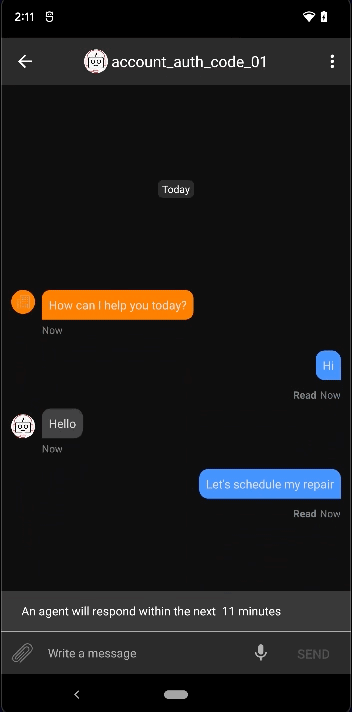 2:11
account_auth_code_01
Today
How can I help you today?
Now
Hi
Read Now
Hello
Now
Let's schedule my repair
Read Now
An agent will respond within the next 11 minutes
Write a message
SEND